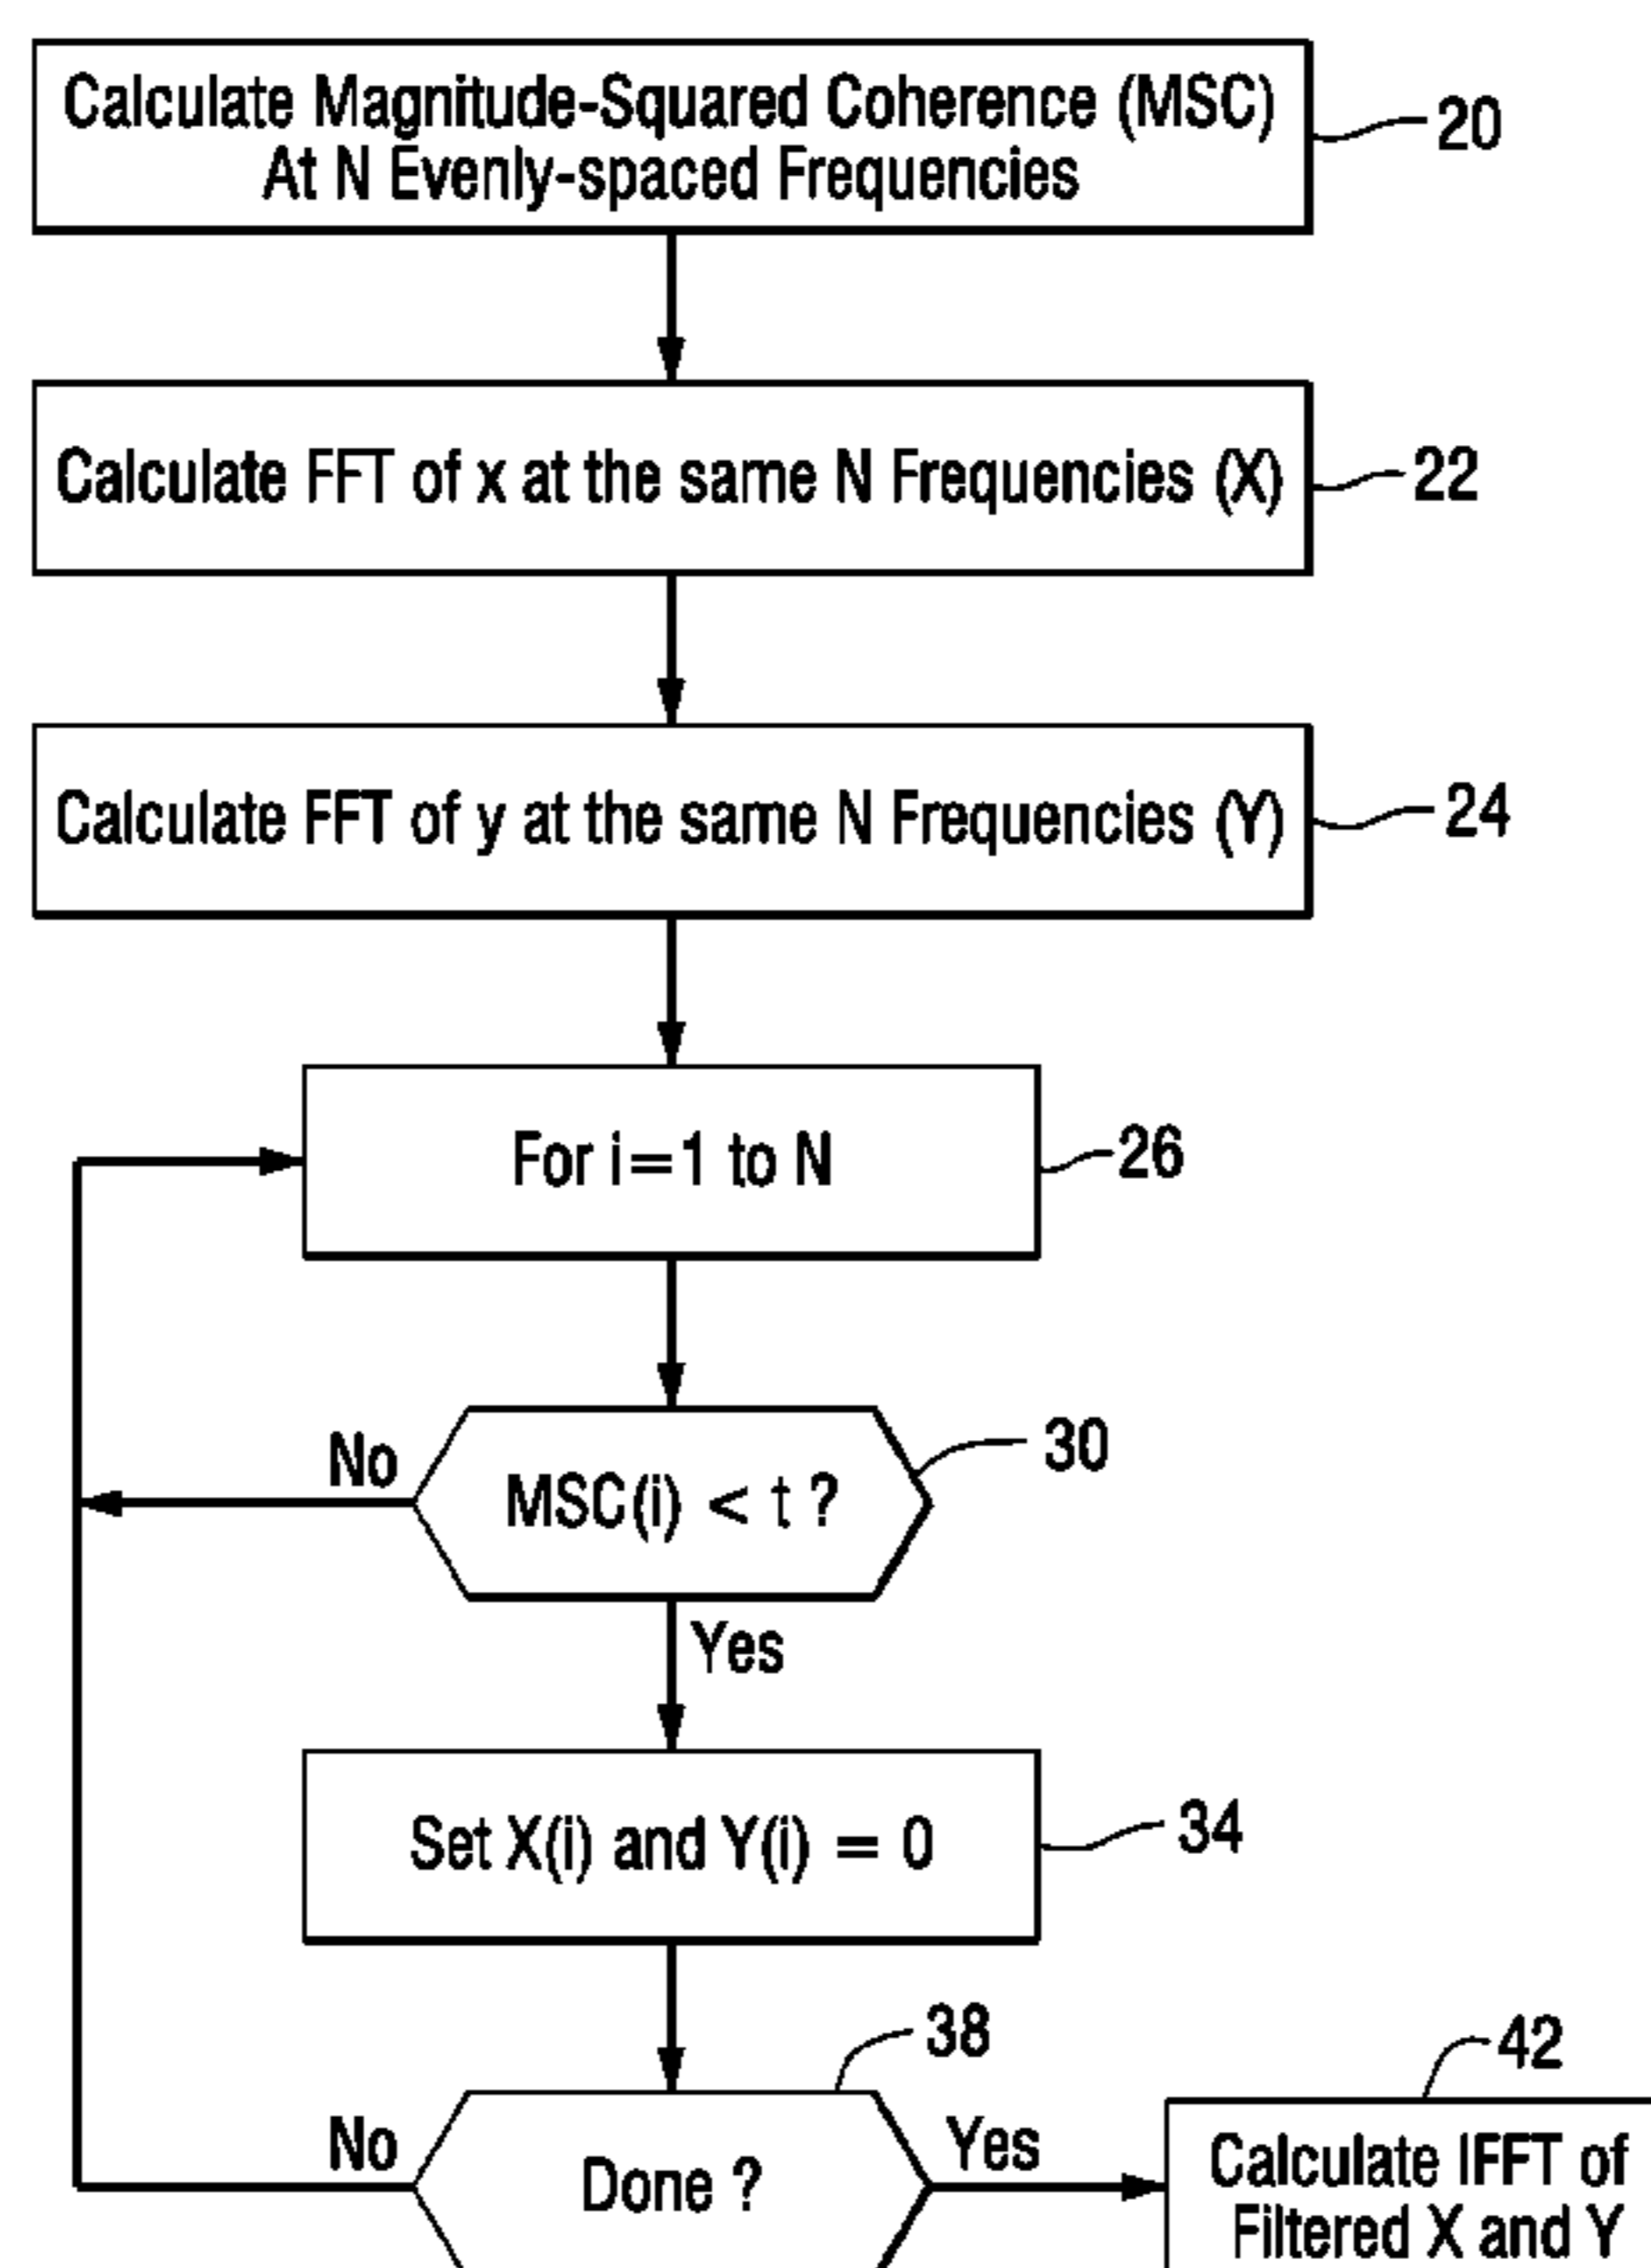 Calculate Magnitude-Squared Coherence (MSC)
At N Evenly-spaced Frequencies
20
Calculate FFT of x at the same N Frequencies (X)
22
Calculate FFT of y at the same N Frequencies (Y)
24
For i=1 to N
26
No
MSC(i) < t ?
30
Yes
Set X(i) and Y(i) = 0
34
38
42
No
Done ?
Yes
Calculate IFFT of
Filtered X and Y